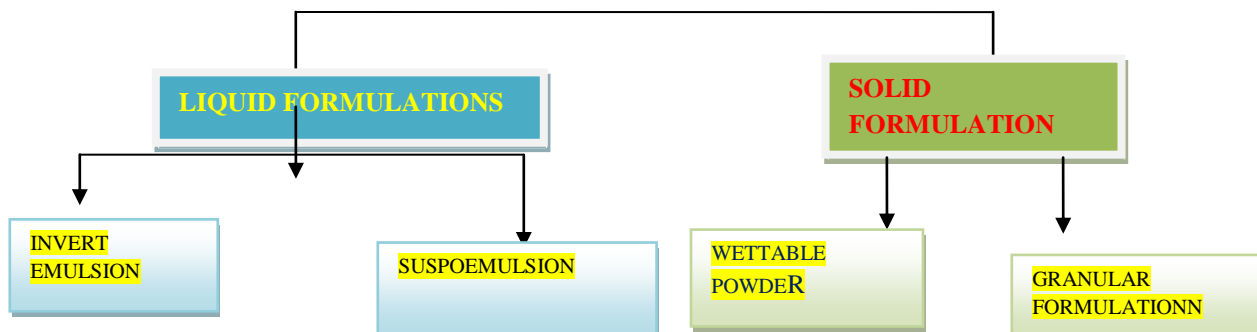 LIQUID FORMULATIONS
SOLID
FORMULATION
INVERT
EMULSION
SUSPOEMULSION
WETTABLE
POWDER
GRANULAR
FORMULATIONN